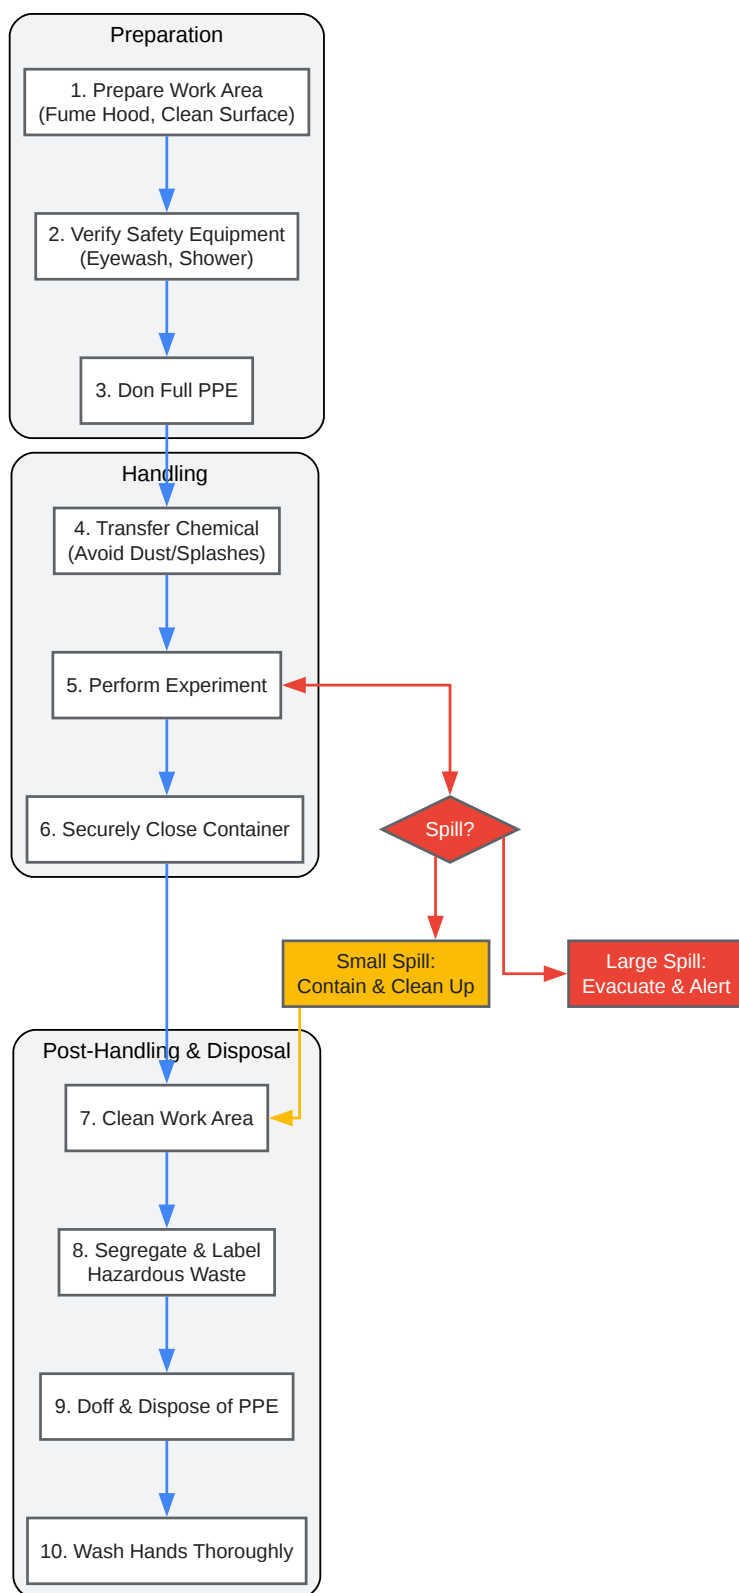 Preparation
1. Prepare Work Area
(Fume Hood, Clean Surface)
2. Verify Safety Equipment
(Eyewash, Shower)
3. Don Full PPE
Handling
4. Transfer Chemical
(Avoid Dust/Splashes)
5. Perform Experiment
6. Securely Close Container
Spill?
Small Spill:
Contain & Clean Up
Large Spill:
Evacuate & Alert
Post-Handling & Disposal
7. Clean Work Area
8. Segregate & Label
Hazardous Waste
9. Doff & Dispose of PPE
10. Wash Hands Thoroughly